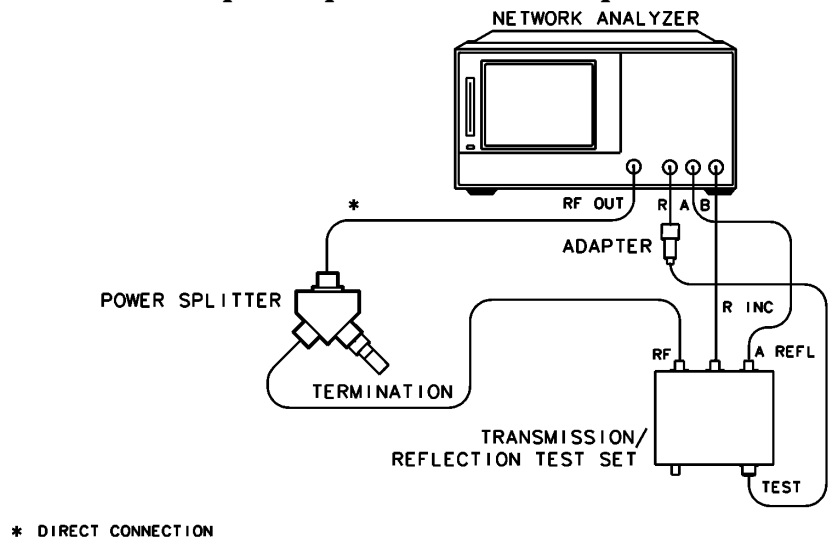 NETWORK ANALYZER
*
RF OUT
R
A
B
ADAPTER
POWER SPLITTER
R INC
RF
A REFL
TERMINATION
TRANSMISSION/
REFLECTION TEST SET
TEST
* DIRECT CONNECTION